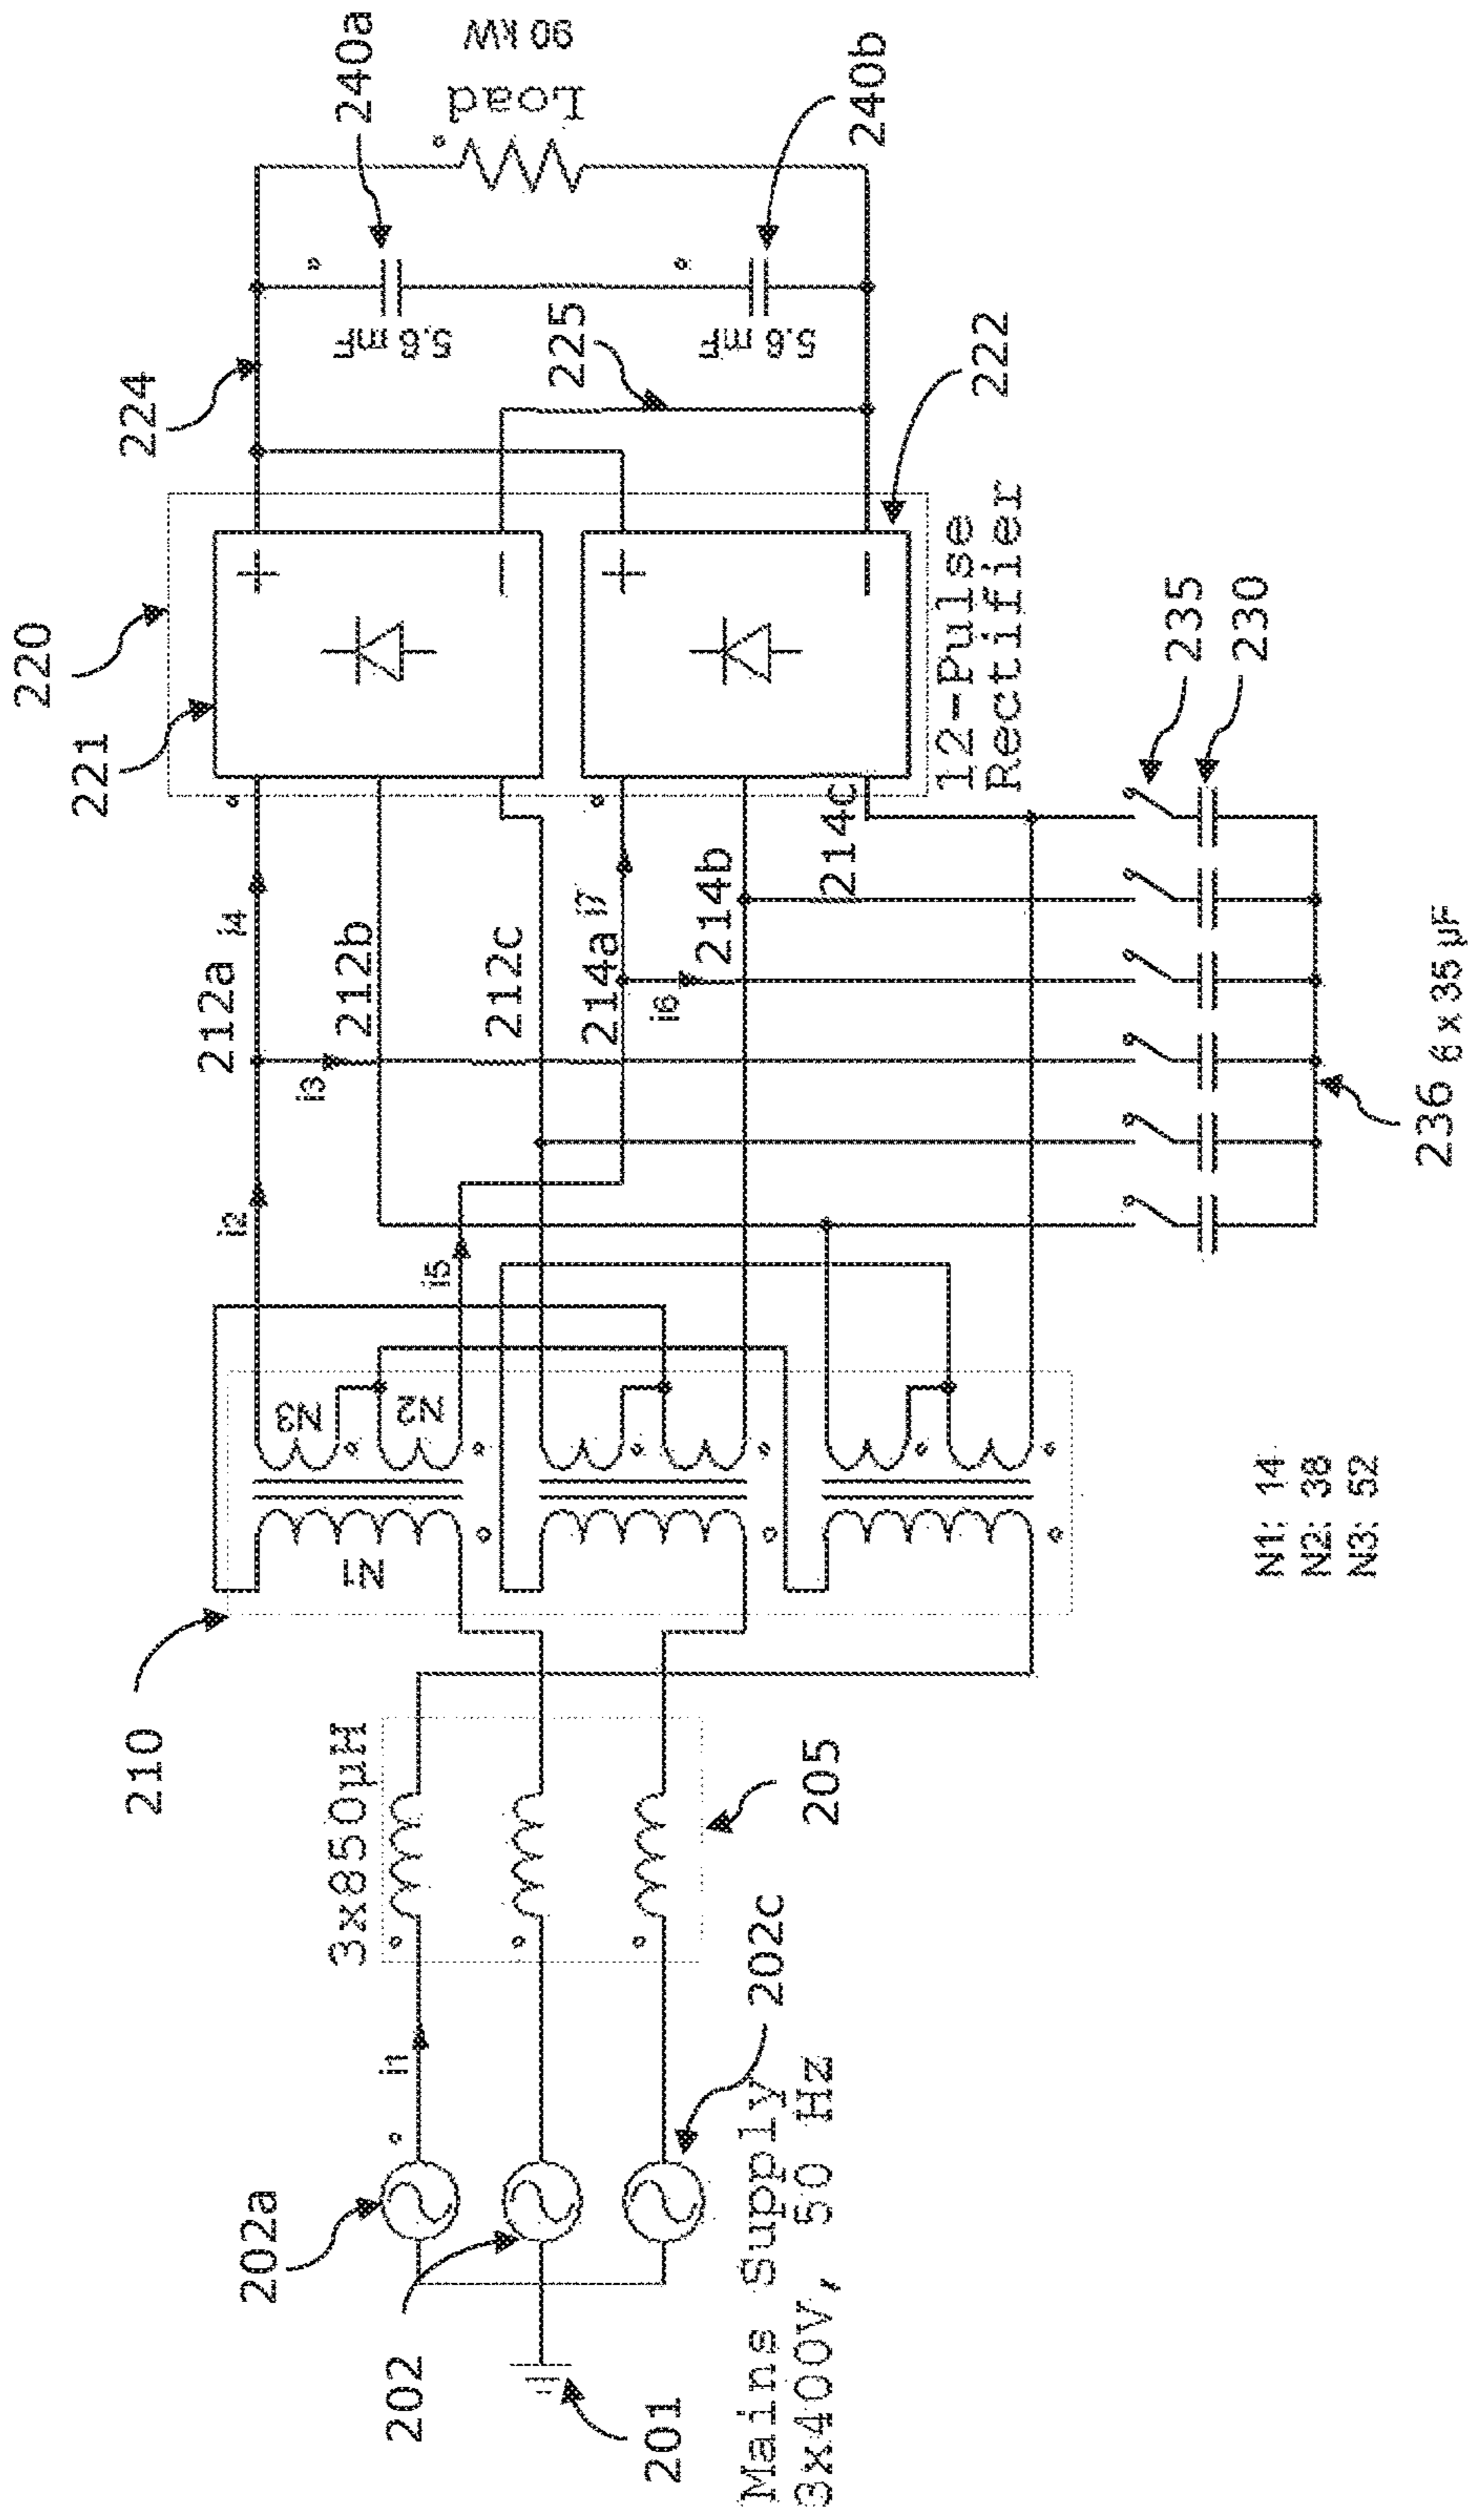 201
202
202a
202c
Mains Supply
3x400V, 50 Hz
i1
3x850µH
205
210
N1
N3
N2
i2
i5
i3
i4
i6
i7
212a
212b
212c
214a
214b
214c
220
221
222
12-Pulse
Rectifier
224
225
5.6 mF
5.6 mF
240a
240b
Load
90 kW
235
230
236
6 x 35 µF
N1: 14
N2: 38
N3: 52